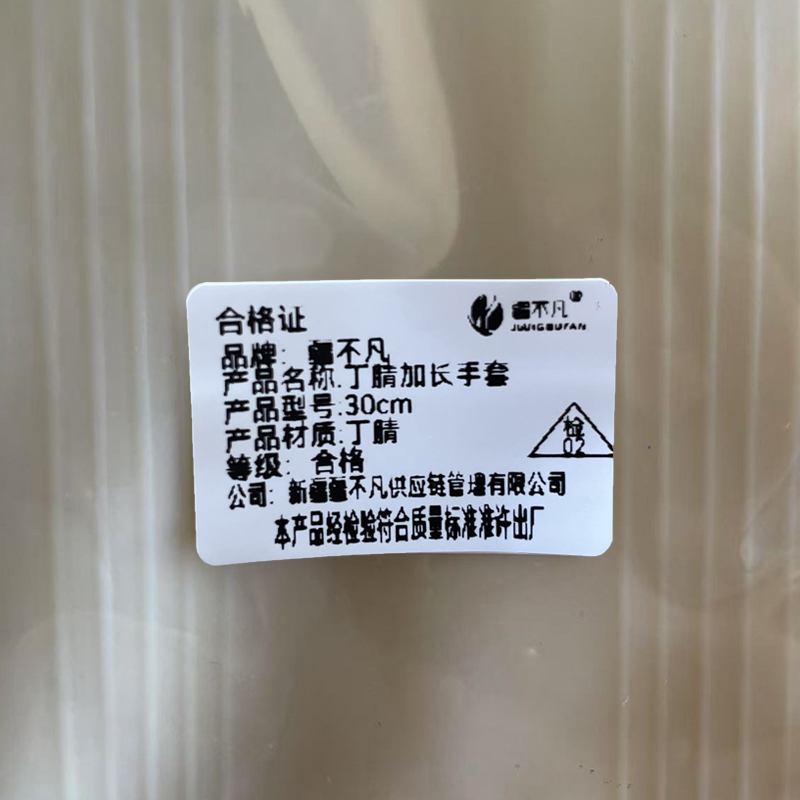 合格证
疆不凡
JIANGBUFAN
品牌: 疆不凡
产品名称:丁腈加长手套
产品型号:30cm
产品材质:丁腈
检
02
等级: 合格
公司: 新疆疆不凡供应链管理有限公司
本产品经检验符合质量标准准许出厂